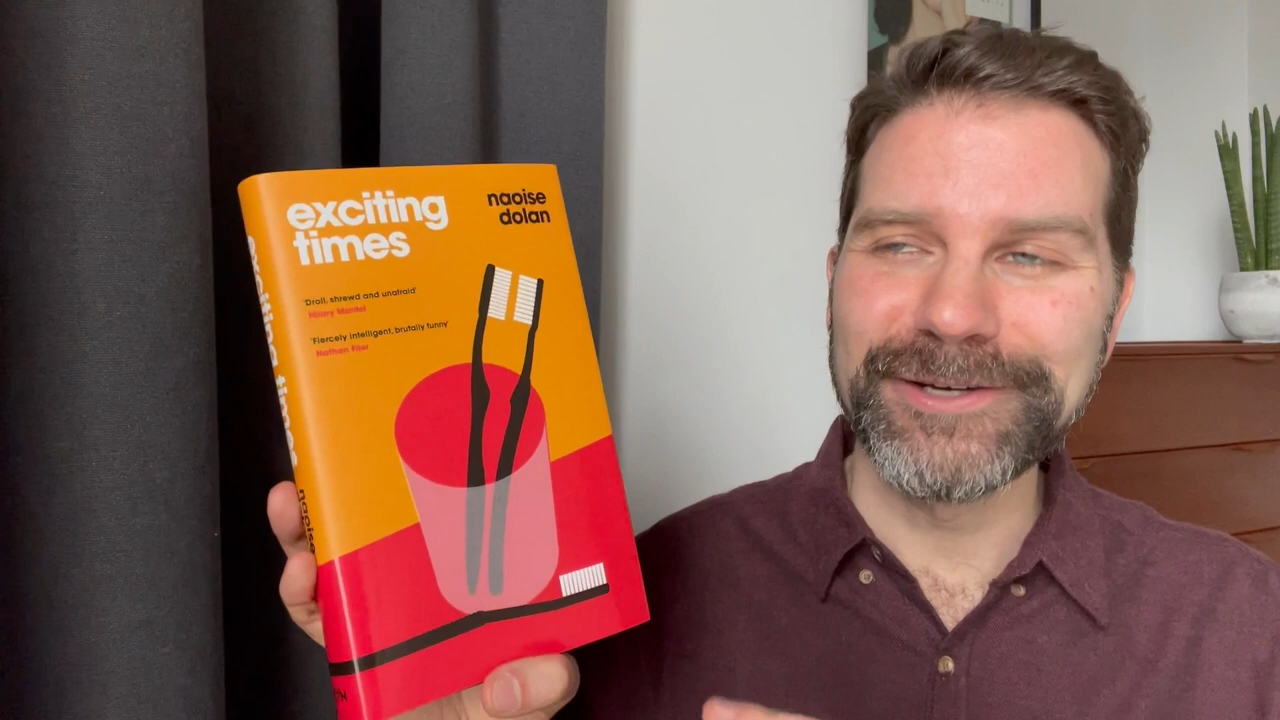 exciting
times
naoise
dolan
'Droll, shrewd and unafraid'
Hilary Mantel
'Fiercely intelligent, brutally funny'
Nathan Filer
exciting times
naoise